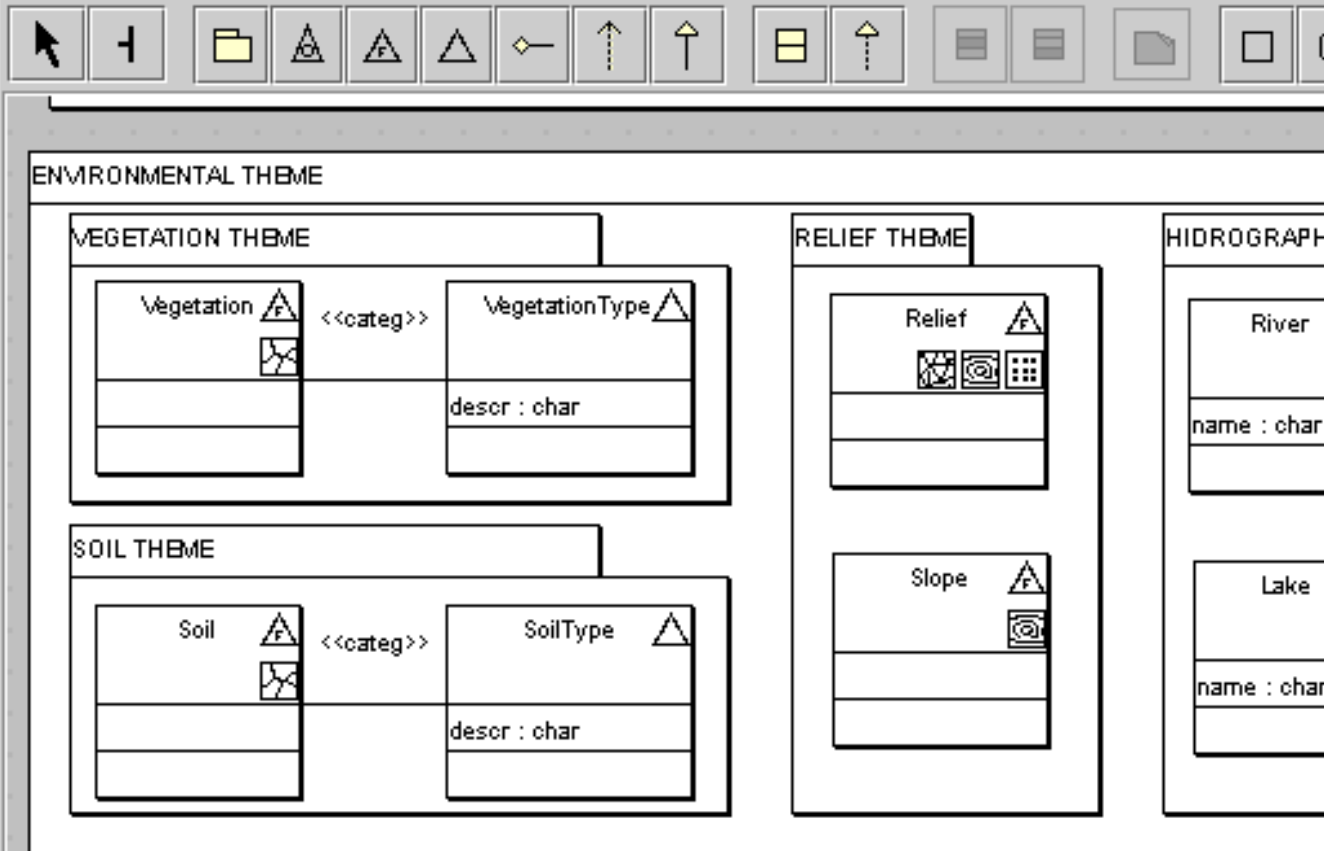 ENVIRONMENTAL THEME
VEGETATION THEME
Vegetation
F
<<categ>>
VegetationType
descr : char
SOIL THEME
Soil
F
<<categ>>
SoilType
descr : char
RELIEF THEME
Relief
F
Slope
F
HIDROGRAPH
River
name : char
Lake
name : char